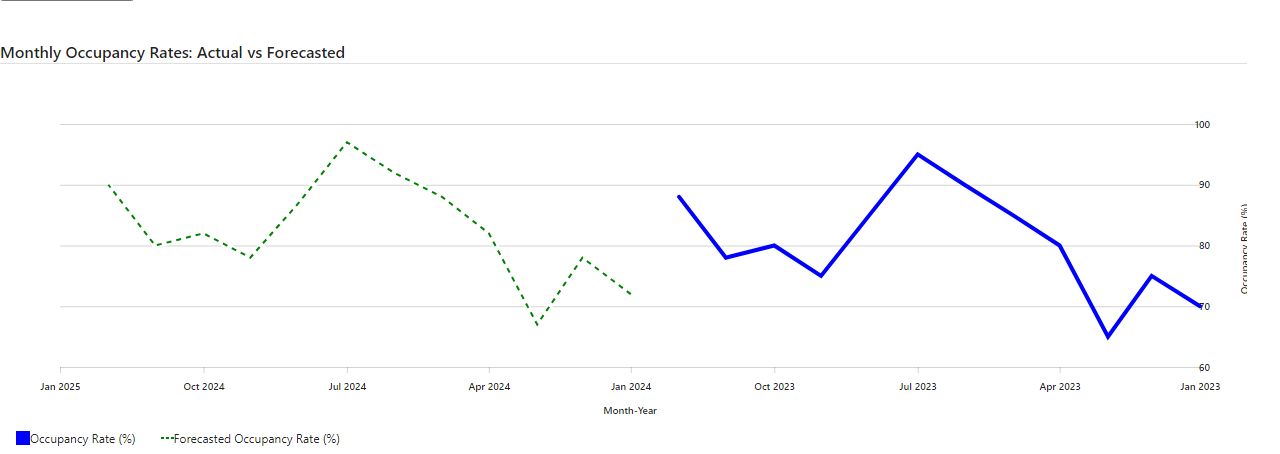 Monthly Occupancy Rates: Actual vs Forecasted
100
90
80
70
60
Occupancy Rate (%)
Jan 2025 Oct 2024 Jul 2024 Apr 2024 Jan 2024 Oct 2023 Jul 2023 Apr 2023 Jan 2023
Month-Year
Occupancy Rate (%) Forecasted Occupancy Rate (%)